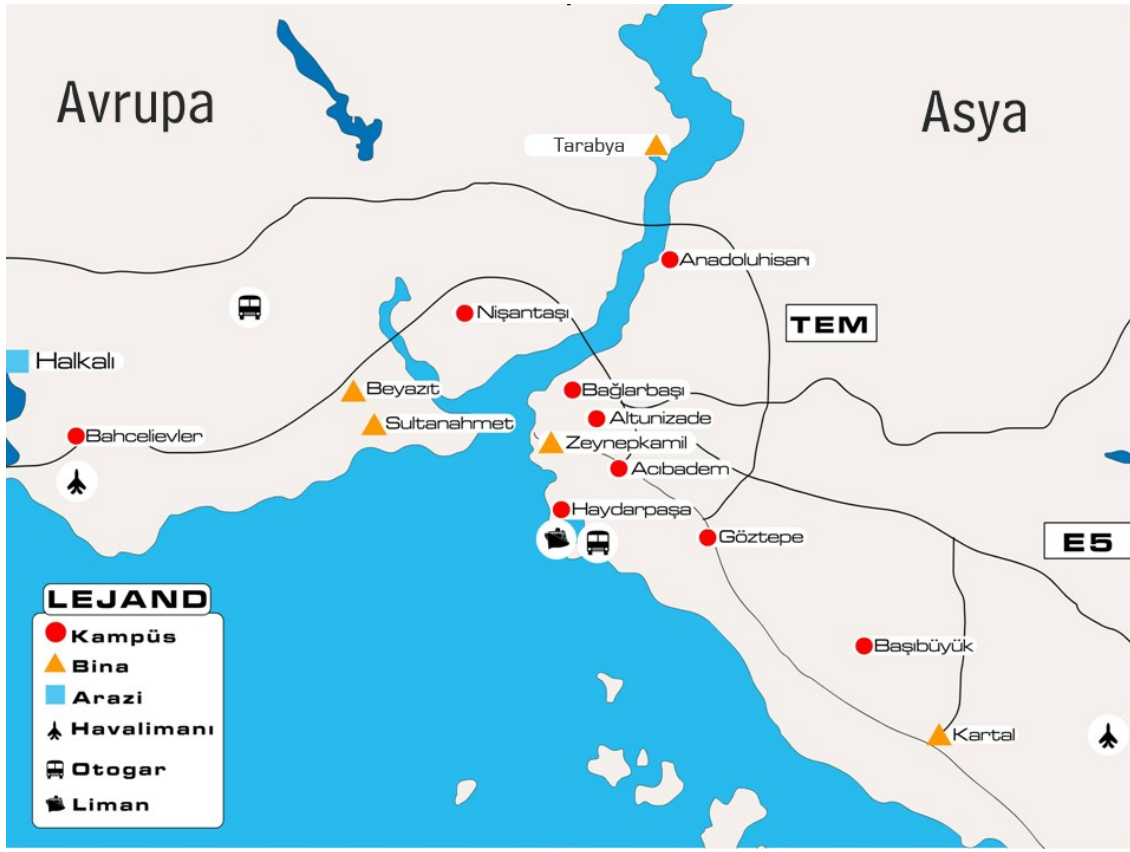 Avrupa
Asya
Tarabya
Anadoluhisarı
Nişantaşı
TEM
Halkalı
Beyazıt
Bağlarbaşı
Sultanahmet
Altunizade
Bahcelievler
Zeynepkamil
Acıbadem
Haydarpaşa
Göztepe
E5
LEJAND
Kampüs
Bina
Arazi
Havalimanı
Otogar
Liman
Başıbüyük
Kartal